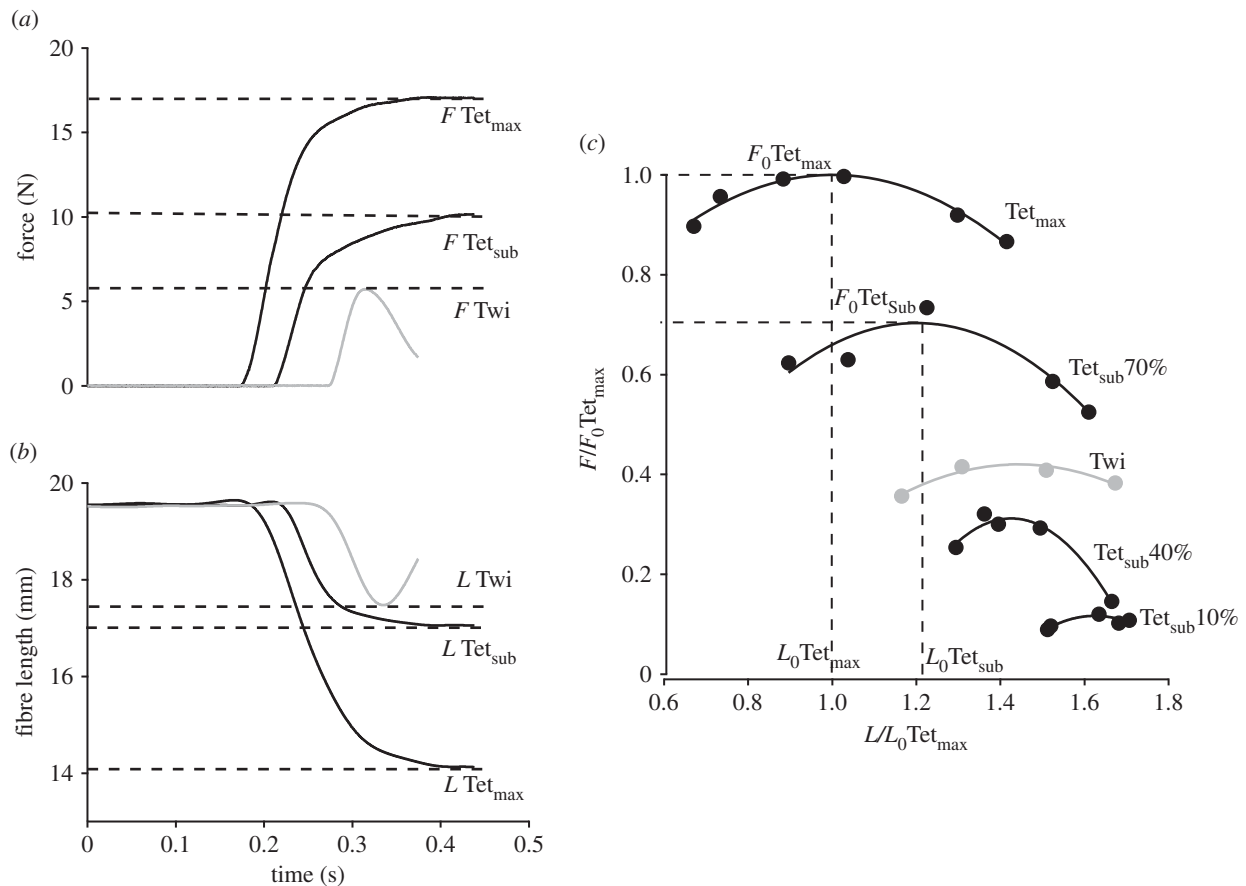 (a)
20
15
10
5
0
force (N)
F Tetmax
F Tetsub
F Twi
(b)
20
18
16
14
fibre length (mm)
L Twi
L Tetsub
L Tetmax
0 0.1 0.2 0.3 0.4 0.5
time (s)
(c)
1.0
0.8
0.6
0.4
0.2
0
F/F0Tetmax
F0Tetmax
Tetmax
F0TetSub
Tetsub70%
Twi
Tetsub40%
Tetsub10%
L0Tetmax
L0Tetsub
0.6 0.8 1.0 1.2 1.4 1.6 1.8
L/L0Tetmax